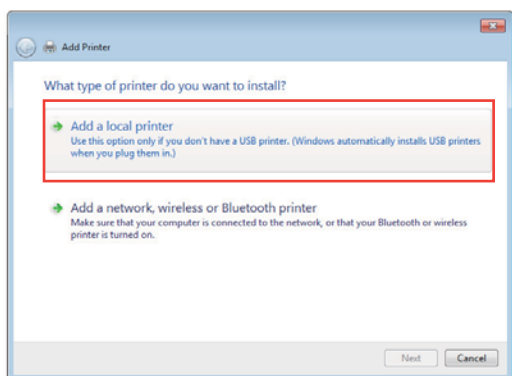 Add Printer
What type of printer do you want to install?
Add a local printer
Use this option only if you don't have a USB printer. (Windows automatically installs USB printers
when you plug them in.)
Add a network, wireless or Bluetooth printer
Make sure that your computer is connected to the network, or that your Bluetooth or wireless
printer is turned on.
Next
Cancel